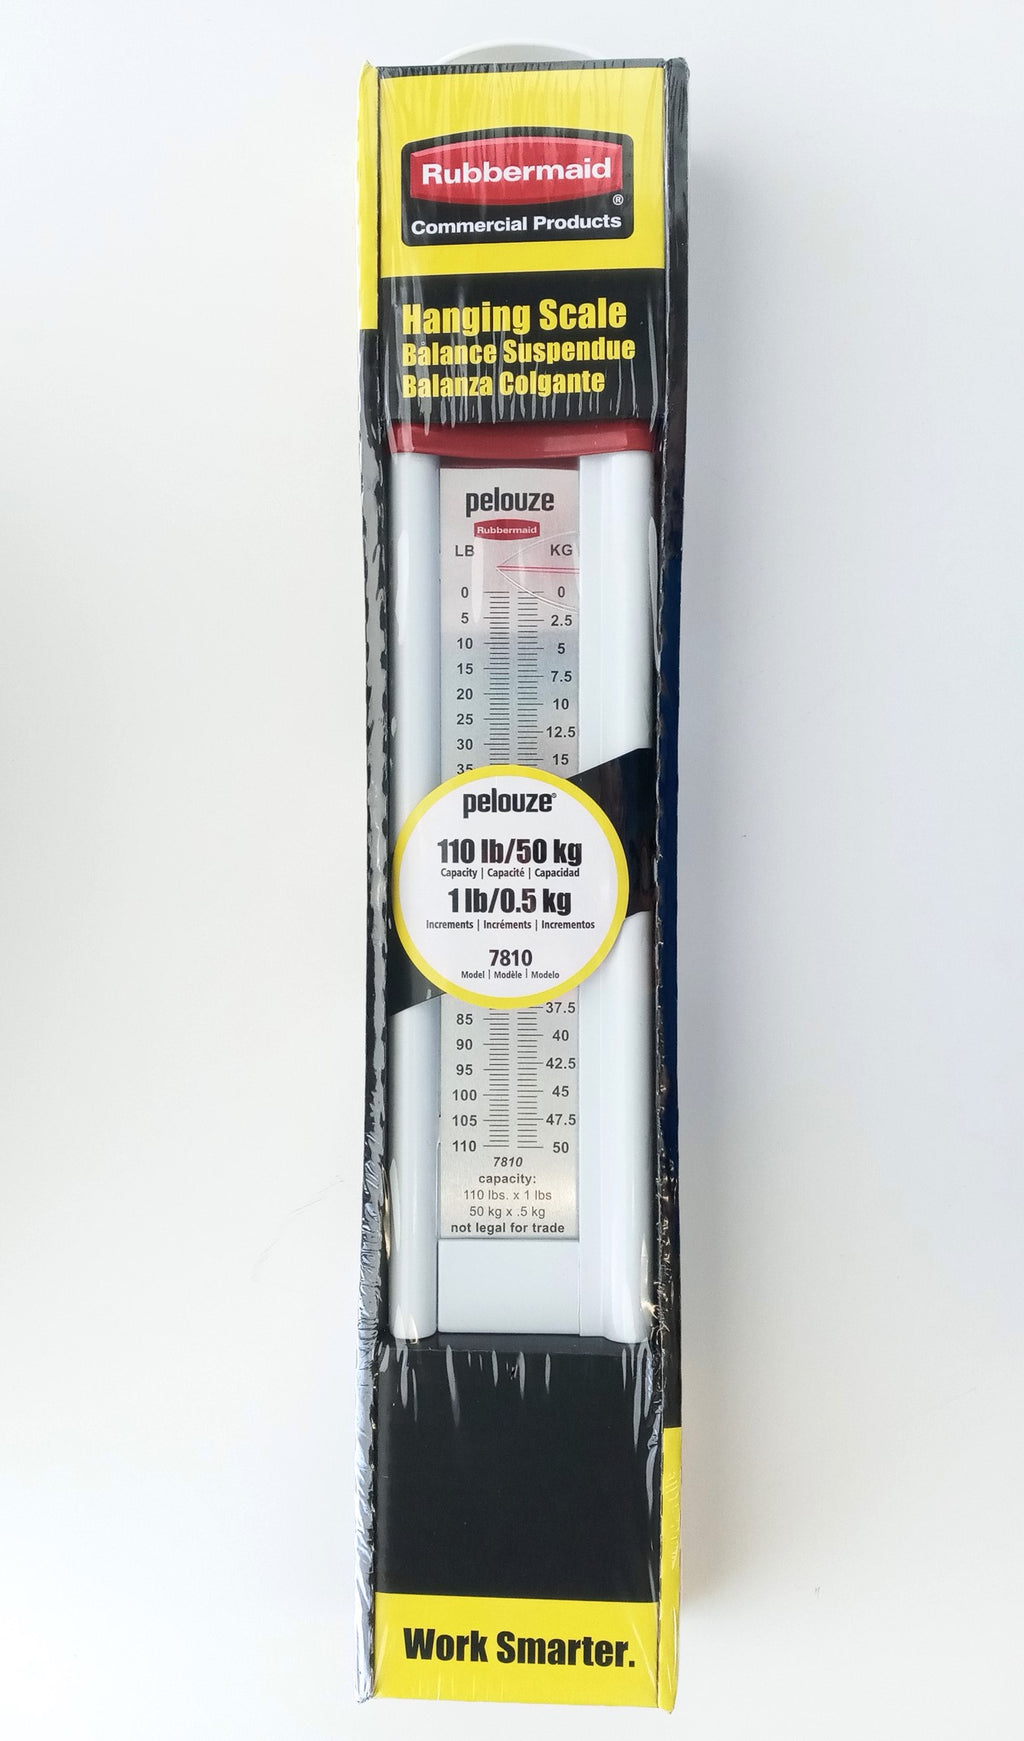 Rubbermaid
®
Commercial Products
Hanging Scale
Balance Suspendue
Balanza Colgante
pelouze
Rubbermaid
LB KG
0 0
5 2.5
10 5
15 7.5
20 10
25 12.5
30 15
35
pelouze®
110 lb/50 kg
Capacity | Capacité | Capacidad
1 lb/0.5 kg
Increments | Incréments | Incrementos
7810
Model | Modèle | Modelo
37.5
85 40
90 42.5
95 45
100 47.5
105 50
110
7810
capacity:
110 lbs. x 1 lbs
50 kg x .5 kg
not legal for trade
Work Smarter.